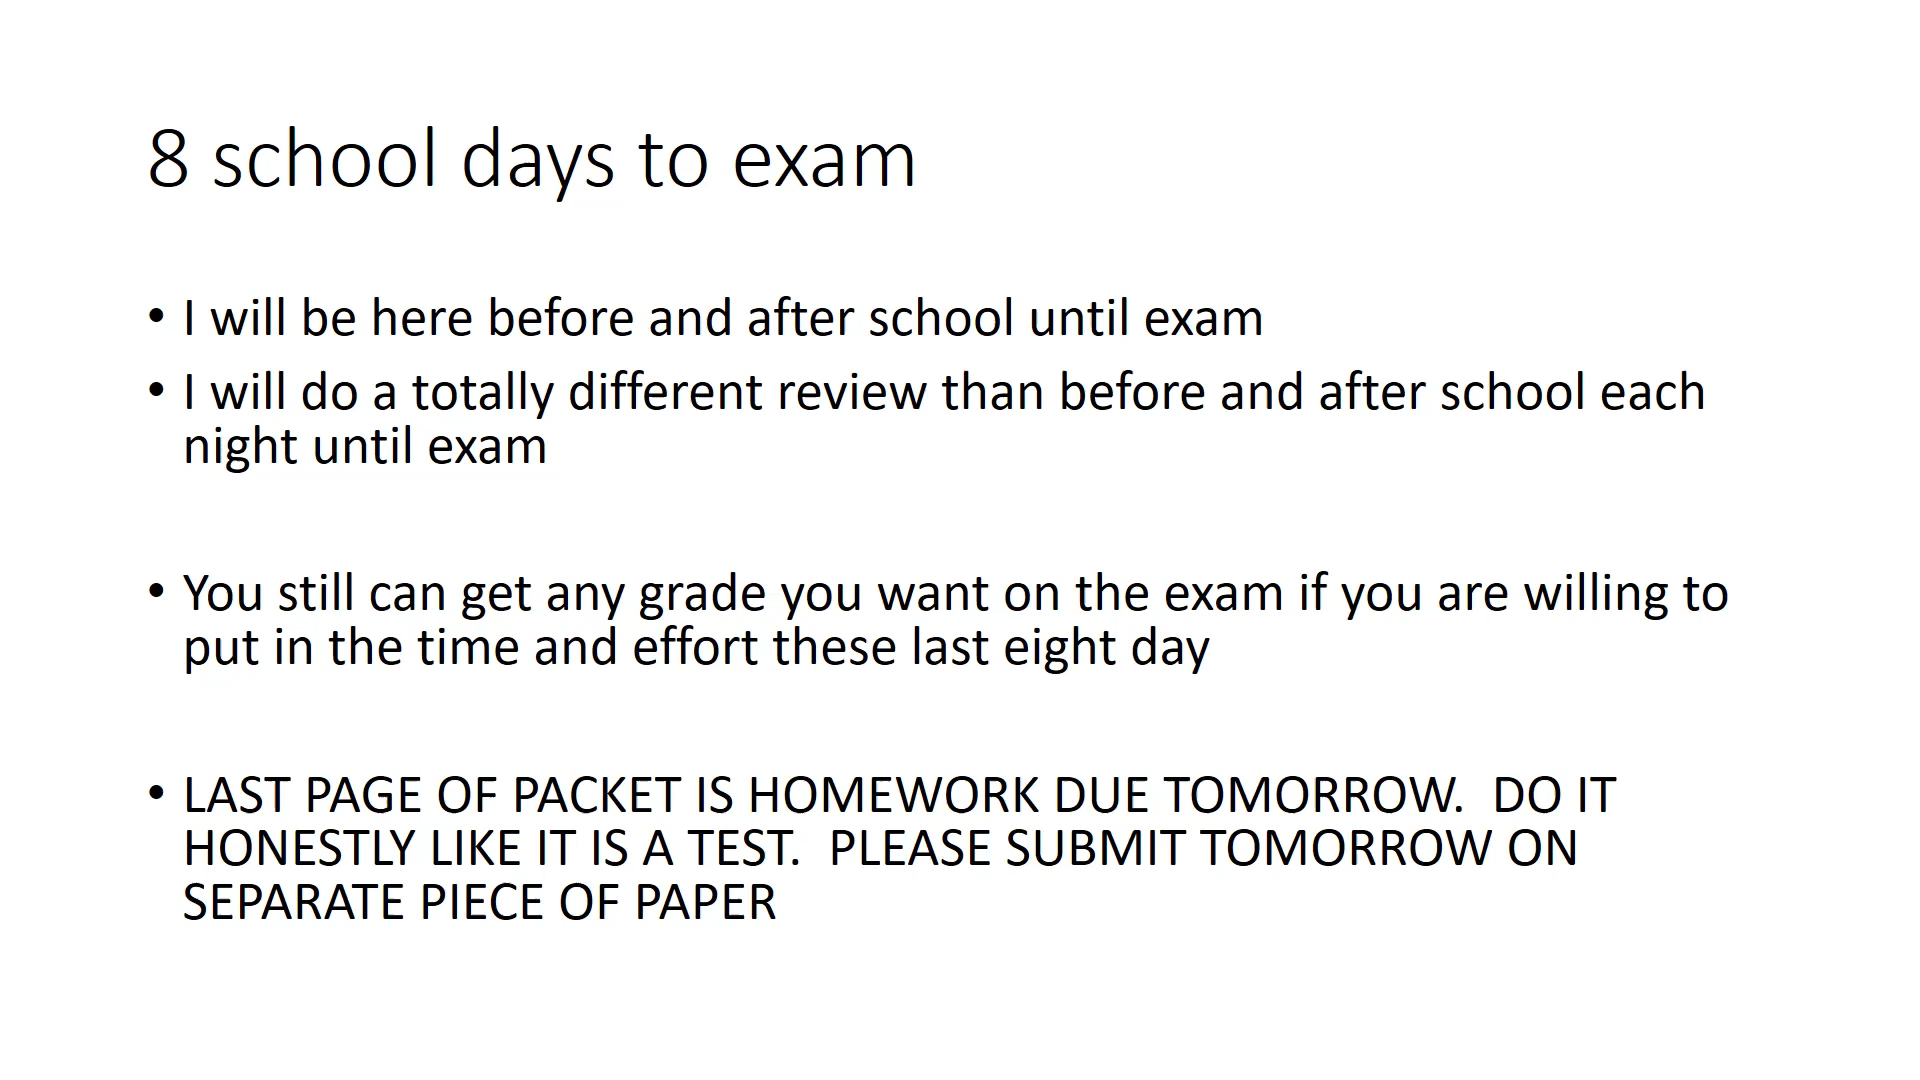 8 school days to exam
• I will be here before and after school until exam
• I will do a totally different review than before and after school each
night until exam
• You still can get any grade you want on the exam if you are willing to
put in the time and effort these last eight day
• LAST PAGE OF PACKET IS HOMEWORK DUE TOMORROW.  DO IT
HONESTLY LIKE IT IS A TEST.  PLEASE SUBMIT TOMORROW ON
SEPARATE PIECE OF PAPER